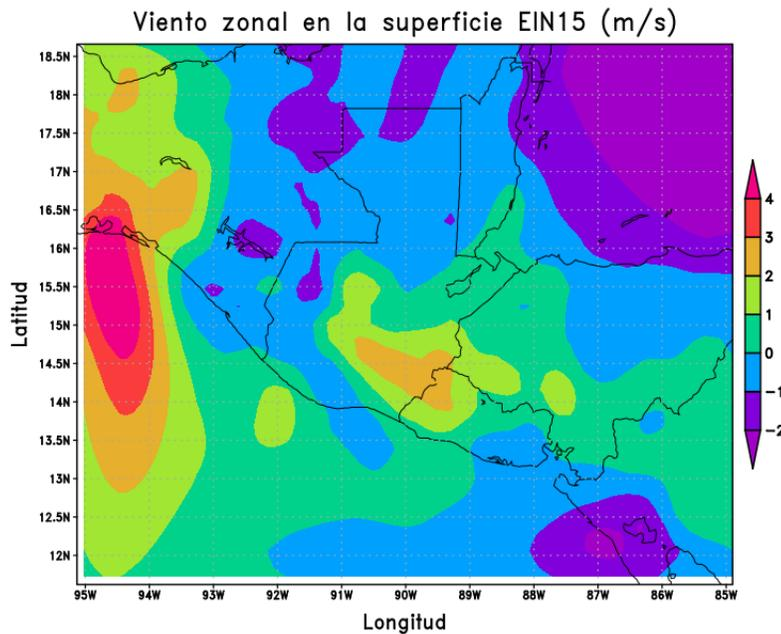 Viento zonal en la superficie EIN15 (m/s)
Latitud
18.5N
18N
17.5N
17N
16.5N
16N
15.5N
15N
14.5N
14N
13.5N
13N
12.5N
12N
95W 94W 93W 92W 91W 90W 89W 88W 87W 86W 85W
Longitud
4
3
2
1
0
-1
-2